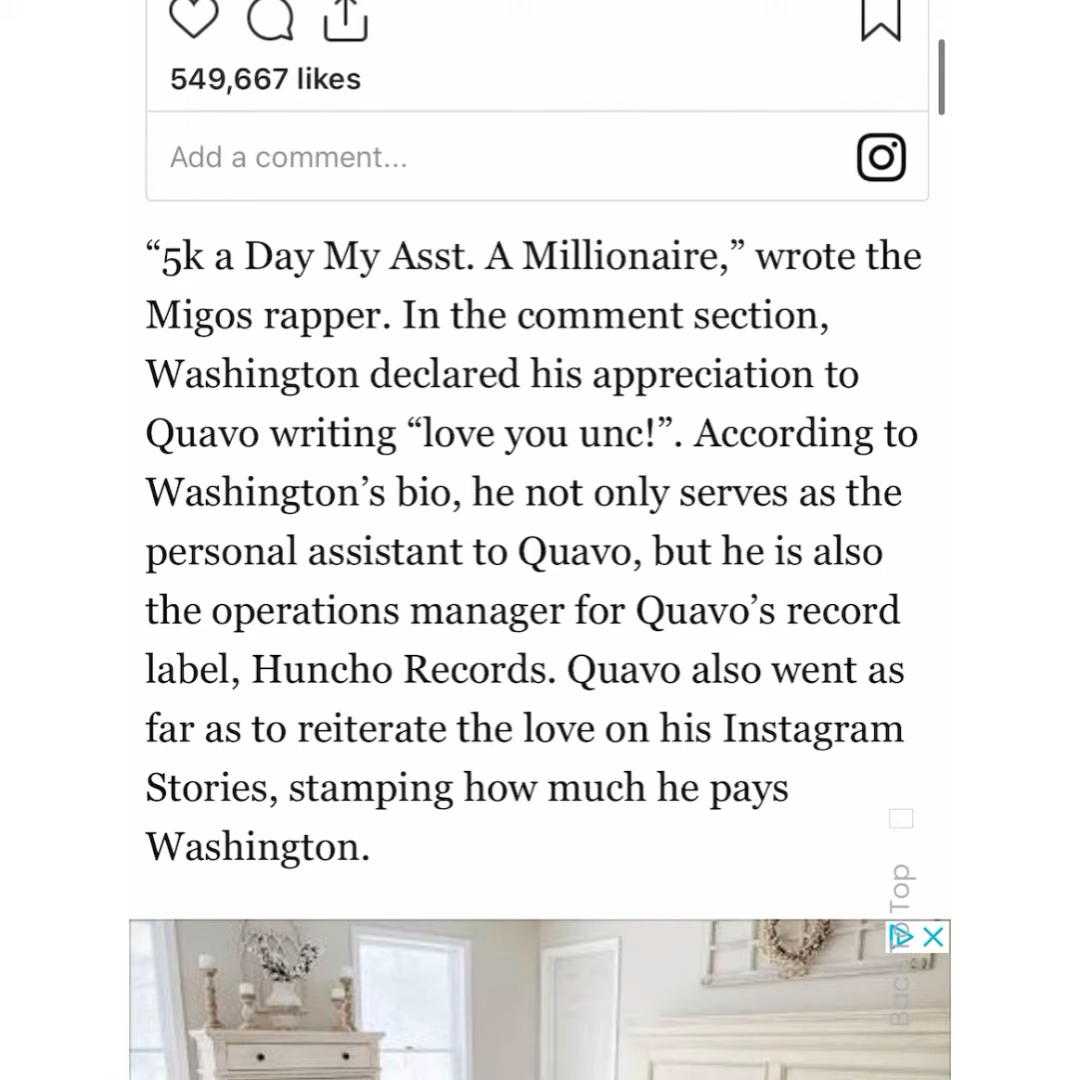 549,667 likes
Add a comment...
“5k a Day My Asst. A Millionaire,” wrote the
Migos rapper. In the comment section,
Washington declared his appreciation to
Quavo writing “love you unc!”. According to
Washington’s bio, he not only serves as the
personal assistant to Quavo, but he is also
the operations manager for Quavo’s record
label, Huncho Records. Quavo also went as
far as to reiterate the love on his Instagram
Stories, stamping how much he pays
Washington.
Back to Top